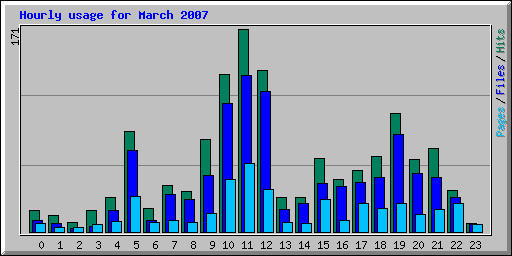 Hourly usage for March 2007
171
Pages/Files/Hits
0 1 2 3 4 5 6 7 8 9 10 11 12 13 14 15 16 17 18 19 20 21 22 23